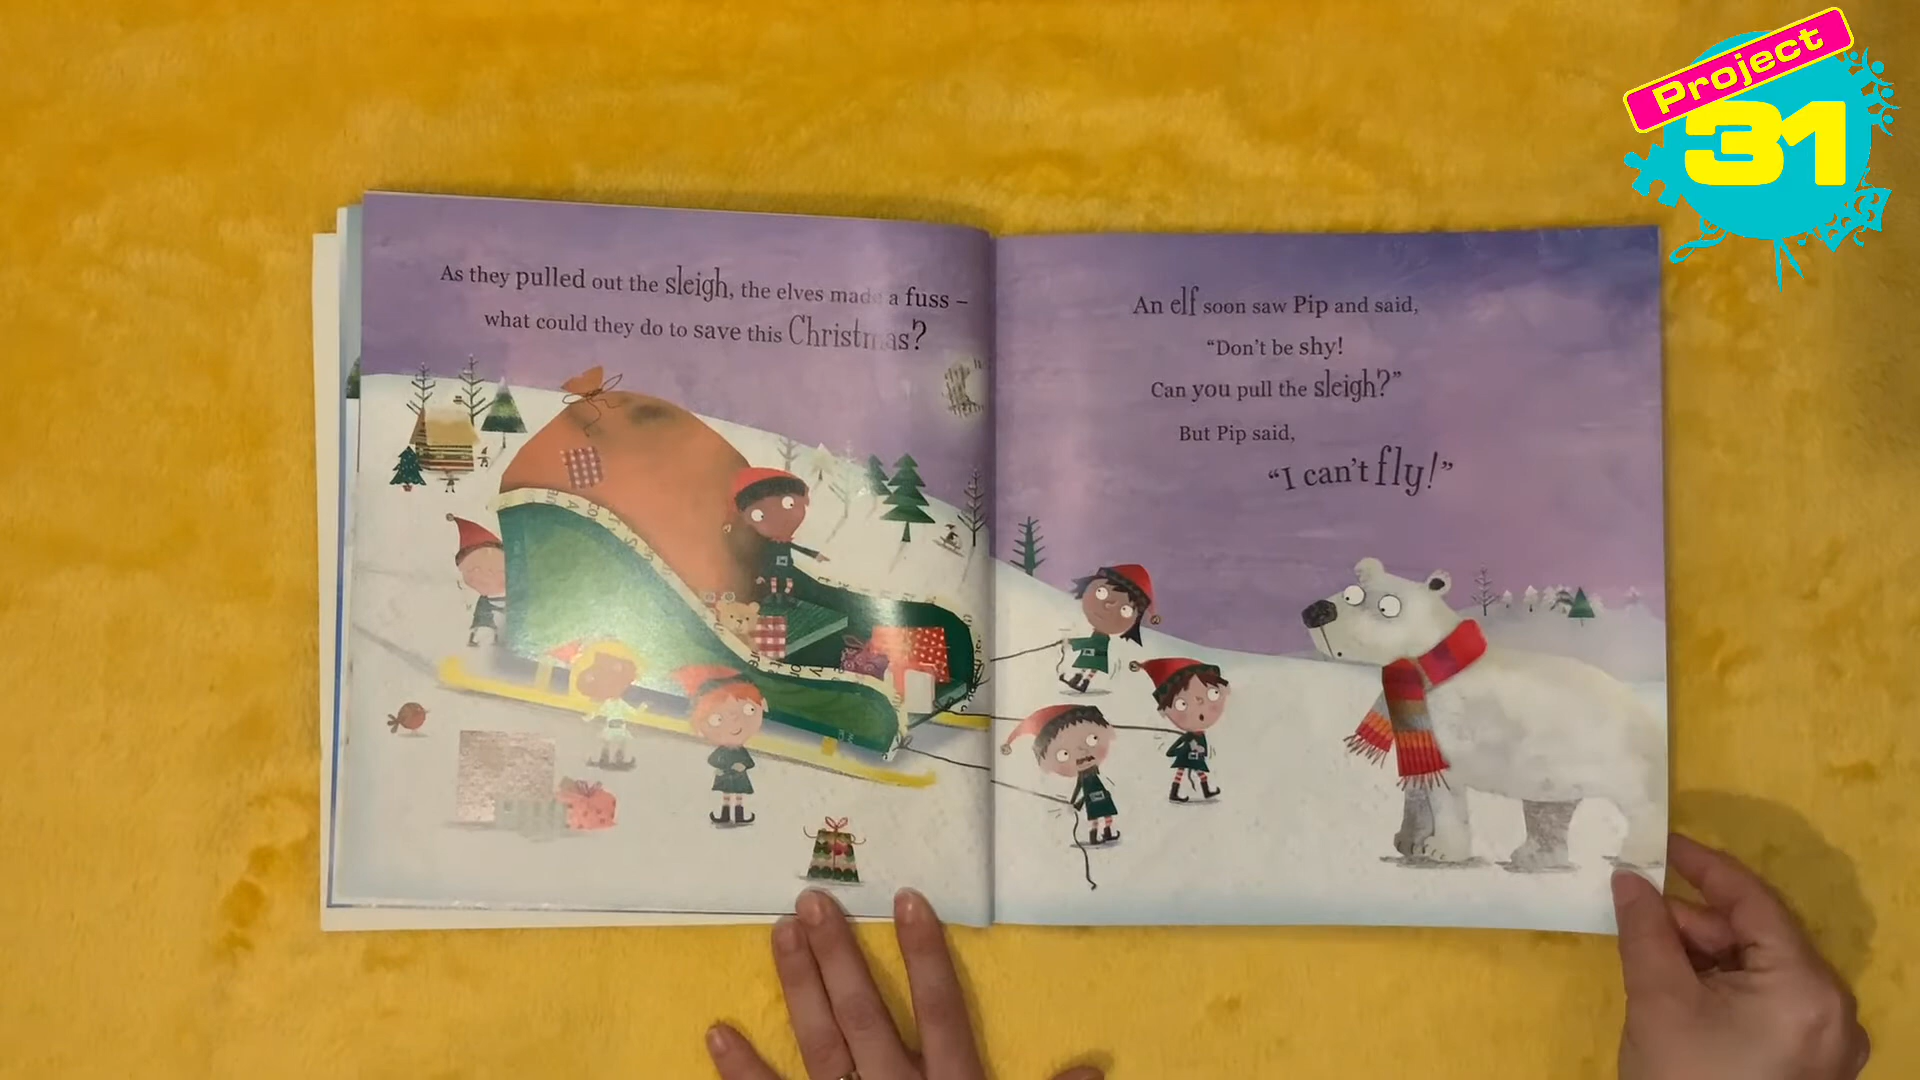 As they pulled out the sleigh, the elves made a fuss –
what could they do to save this Christmas?
An elf soon saw Pip and said,
“Don’t be shy!
Can you pull the sleigh?”
But Pip said,
“I can’t fly!”
Project
31